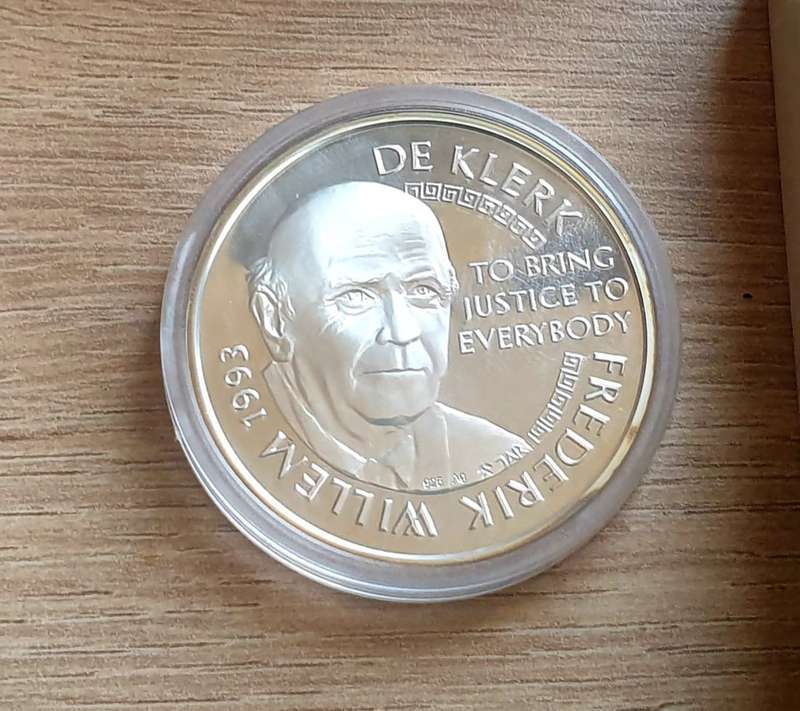 DE KLERK
TO BRING
JUSTICE TO
EVERYBODY
FREDERIK WILLEM 1993